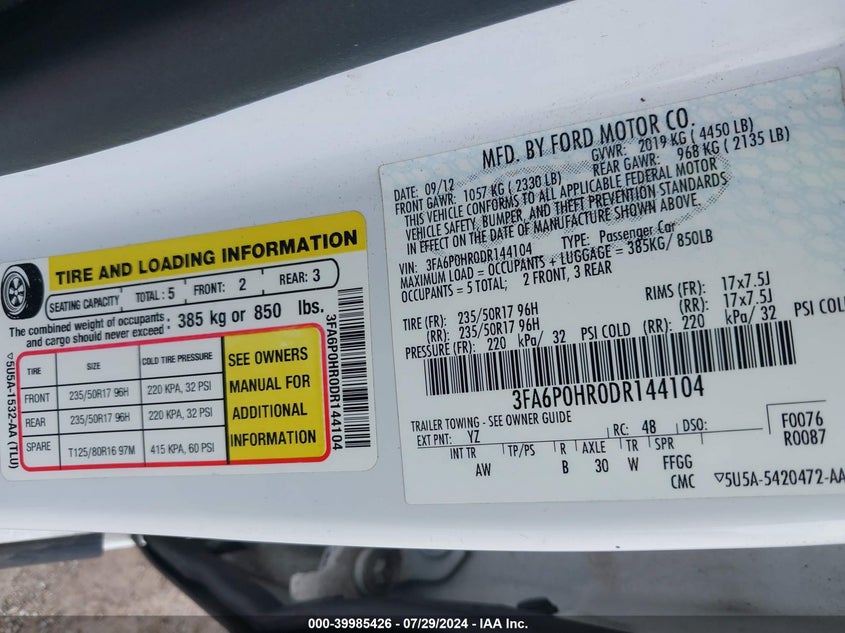 TIRE AND LOADING INFORMATION
SEATING CAPACITY TOTAL: 5 FRONT: 2 REAR: 3
The combined weight of occupants and cargo should never exceed: 385 kg or 850 lbs.
TIRE SIZE COLD TIRE PRESSURE
FRONT 235/50R17 96H 220 KPA, 32 PSI
REAR 235/50R17 96H 220 KPA, 32 PSI
SPARE T125/80R16 97M 415 KPA, 60 PSI
SEE OWNERS
MANUAL FOR
ADDITIONAL
INFORMATION
3FA6P0HR0DR144104
▽5U5A-1532-AA (TLU)
MFD. BY FORD MOTOR CO.
DATE: 09/12 GVWR: 2019 KG ( 4450 LB)
FRONT GAWR: 1057 KG ( 2330 LB) REAR GAWR: 968 KG ( 2135 LB)
THIS VEHICLE CONFORMS TO ALL APPLICABLE FEDERAL MOTOR
VEHICLE SAFETY, BUMPER, AND THEFT PREVENTION STANDARDS
IN EFFECT ON THE DATE OF MANUFACTURE SHOWN ABOVE.
VIN: 3FA6P0HR0DR144104 TYPE: Passenger Car
MAXIMUM LOAD = OCCUPANTS + LUGGAGE = 385KG/ 850LB
OCCUPANTS = 5 TOTAL; 2 FRONT, 3 REAR
TIRE (FR): 235/50R17 96H RIMS (FR): 17x7.5J
(RR): 235/50R17 96H (RR): 17x7.5J
PRESSURE (FR): 220 kPa/ 32 PSI COLD (RR): 220 kPa/ 32 PSI COL
3FA6P0HR0DR144104
TRAILER TOWING - SEE OWNER GUIDE
EXT PNT: YZ RC: 48 DSO: F0076
R0087
INT TR TP/PS R AXLE TR SPR
AW B 30 W FFGG
CMC ▽5U5A-5420472-AA
000-39985426 - 07/29/2024 - IAA Inc.